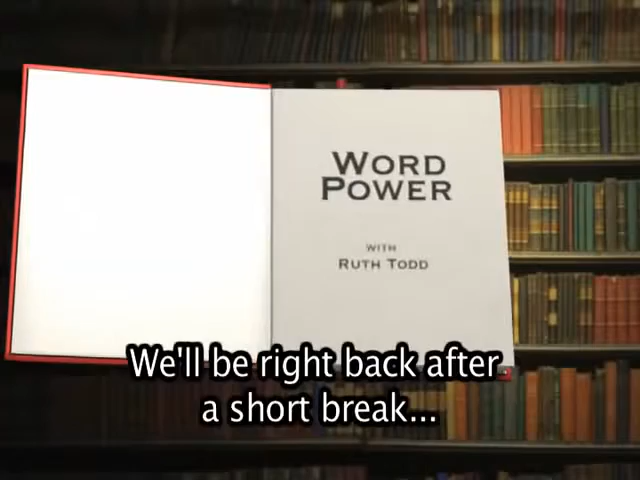 WORD
POWER
WITH
RUTH TODD
We'll be right back after
a short break...